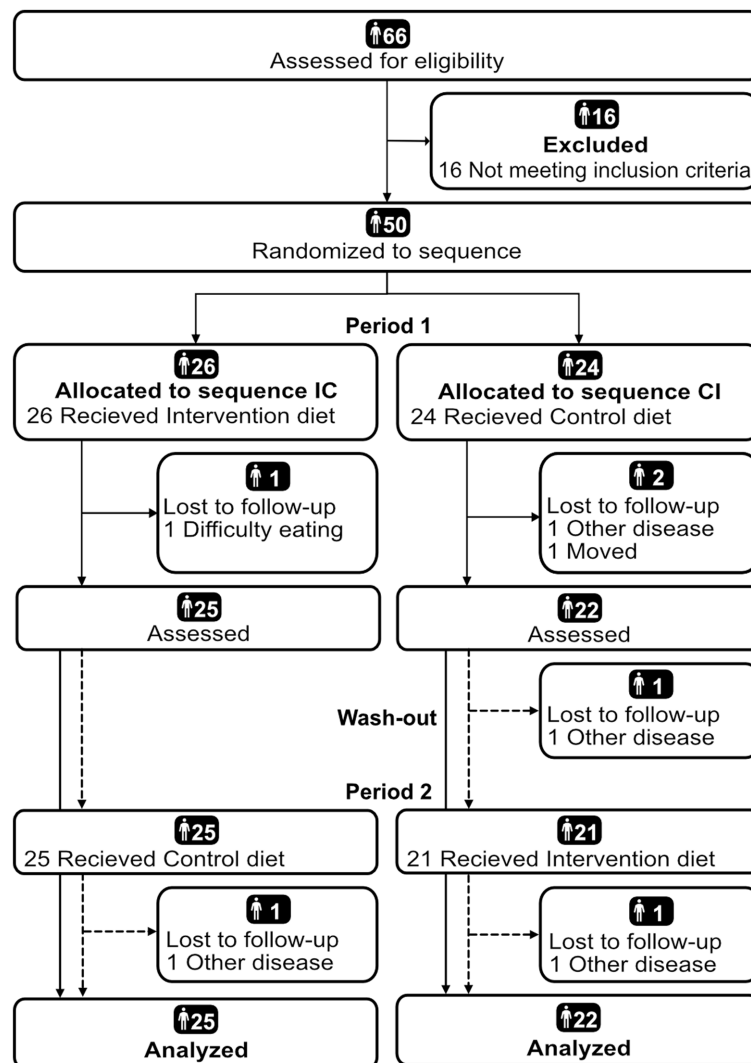 66
Assessed for eligibility
16
Excluded
16 Not meeting inclusion criteria
50
Randomized to sequence
Period 1
26
Allocated to sequence IC
26 Recieved Intervention diet
24
Allocated to sequence CI
24 Recieved Control diet
1
Lost to follow-up
1 Difficulty eating
2
Lost to follow-up
1 Other disease
1 Moved
25
Assessed
22
Assessed
Wash-out
1
Lost to follow-up
1 Other disease
Period 2
25
25 Recieved Control diet
21
21 Recieved Intervention diet
1
Lost to follow-up
1 Other disease
1
Lost to follow-up
1 Other disease
25
Analyzed
22
Analyzed